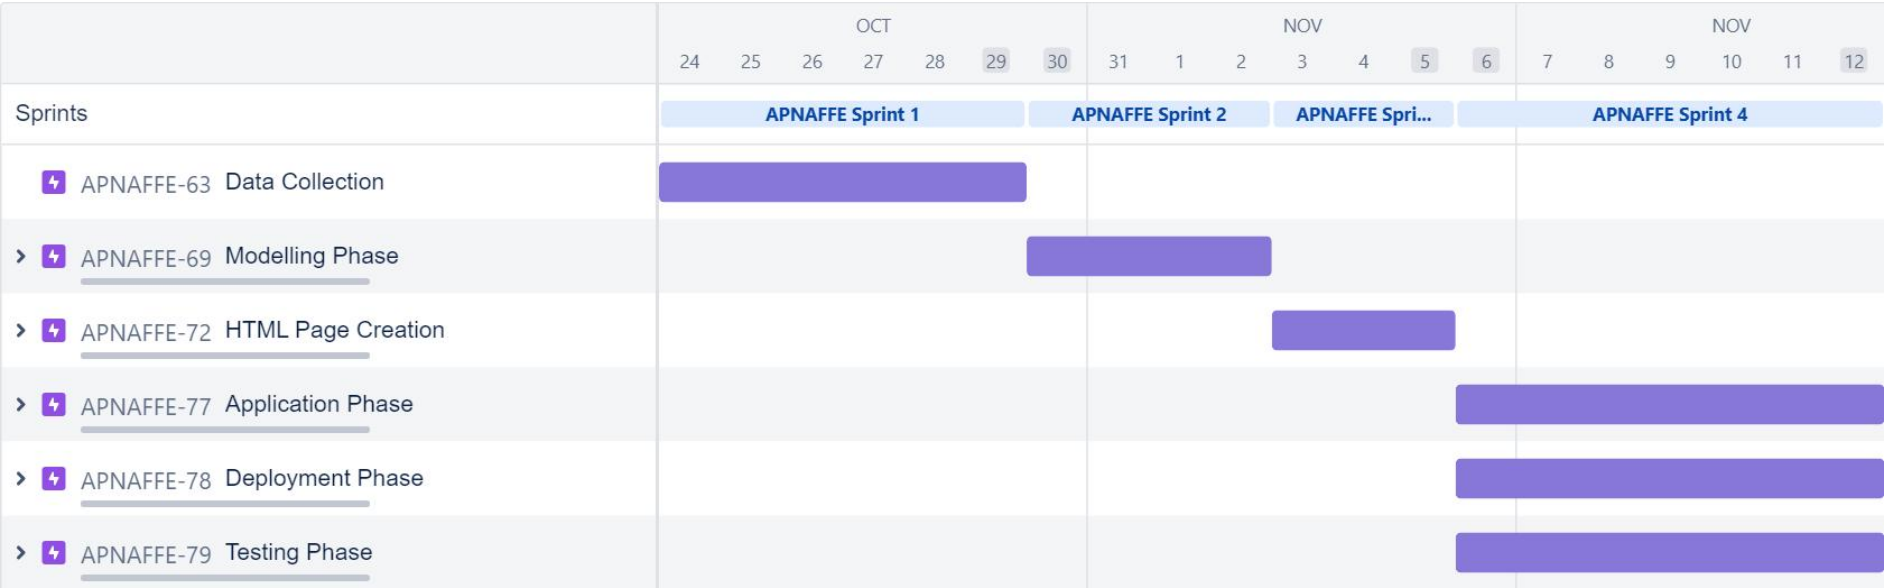 OCT NOV NOV
24 25 26 27 28 29 30 31 1 2 3 4 5 6 7 8 9 10 11 12
Sprints APNAFFE Sprint 1 APNAFFE Sprint 2 APNAFFE Spri... APNAFFE Sprint 4
APNAFFE-63 Data Collection
APNAFFE-69 Modelling Phase
APNAFFE-72 HTML Page Creation
APNAFFE-77 Application Phase
APNAFFE-78 Deployment Phase
APNAFFE-79 Testing Phase